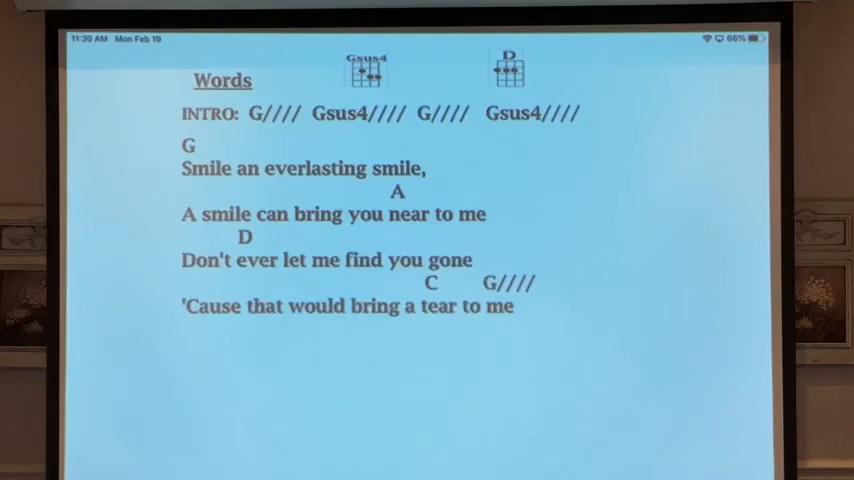 11:30 AM Mon Feb 19 66%
Gsus4 D
Words
INTRO: G//// Gsus4//// G//// Gsus4////
G
Smile an everlasting smile,
A
A smile can bring you near to me
D
Don't ever let me find you gone
C G////
'Cause that would bring a tear to me